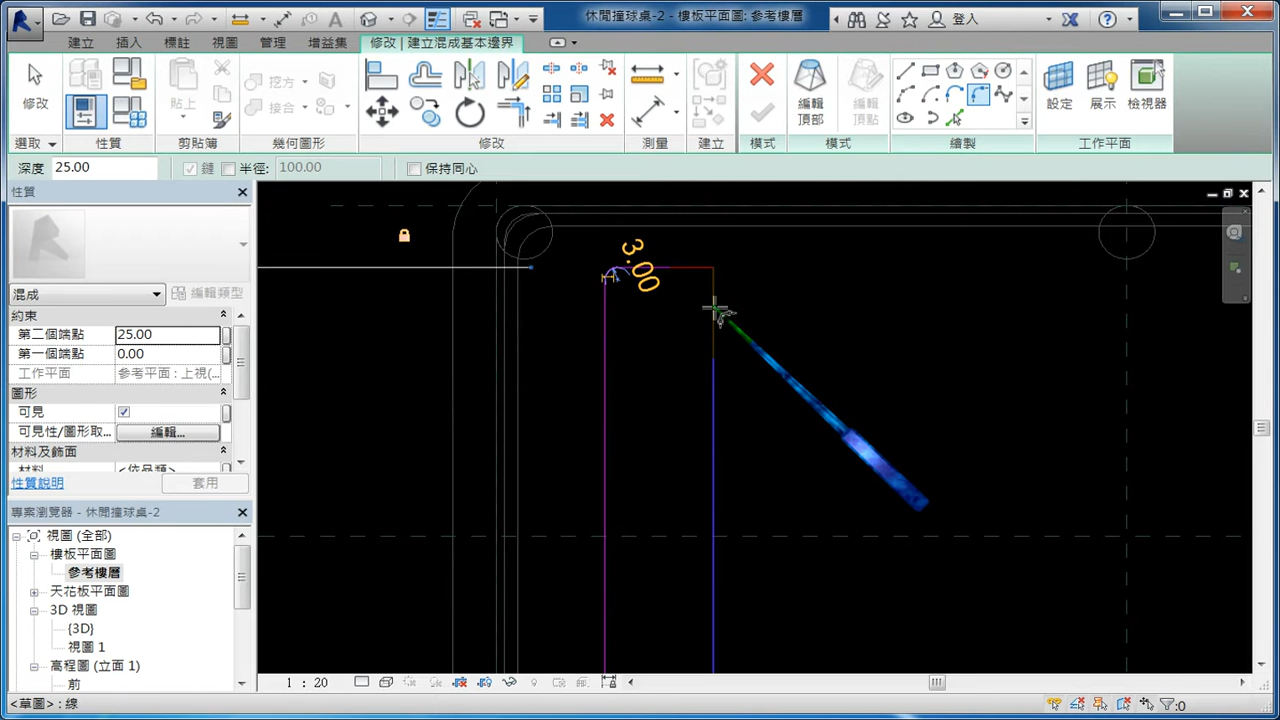 休閒撞球桌-2 - 樓板平面圖: 參考樓層
登入
建立 插入 標註 視圖 管理 增益集 修改 | 建立混成基本邊界
修改
貼上
挖方
接合
編輯
頂部
編輯
頂點
設定 展示 檢視器
選取 性質 剪貼簿 幾何圖形 修改 測量 建立 模式 模式 繪製 工作平面
深度 25.00 鏈 半徑: 100.00 保持同心
性質
混成 編輯類型
約束
第二個端點 25.00
第一個端點 0.00
工作平面 參考平面 : 上視(...
圖形
可見
可見性/圖形取... 編輯...
材料及飾面
材料 <依品類>
性質說明 套用
專案瀏覽器 - 休閒撞球桌-2
視圖 (全部)
樓板平面圖
參考樓層
天花板平面圖
3D 視圖
{3D}
視圖 1
高程圖 (立面 1)
前
3.00
1 : 20
<草圖> : 線
:0